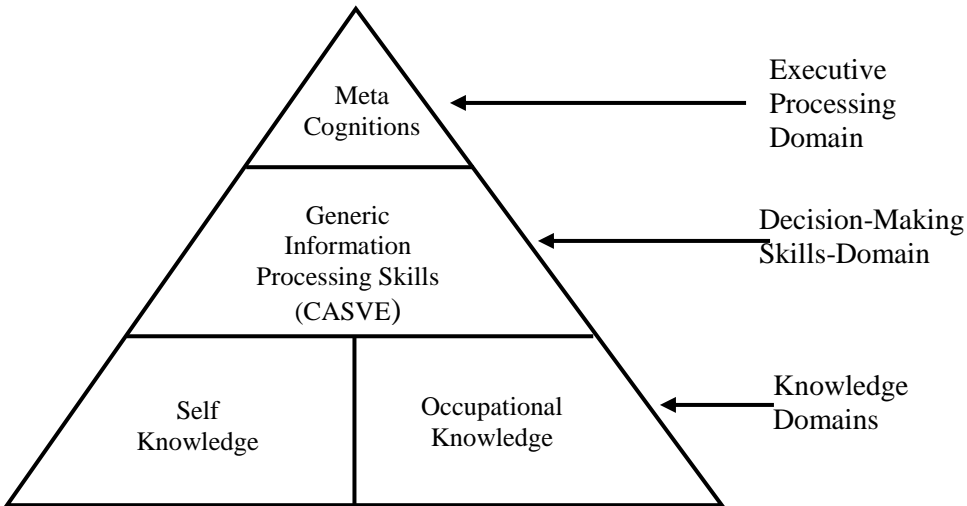 Meta
Cognitions
Executive
Processing
Domain
Generic
Information
Processing Skills
(CASVE)
Decision-Making
Skills-Domain
Self
Knowledge
Occupational
Knowledge
Knowledge
Domains